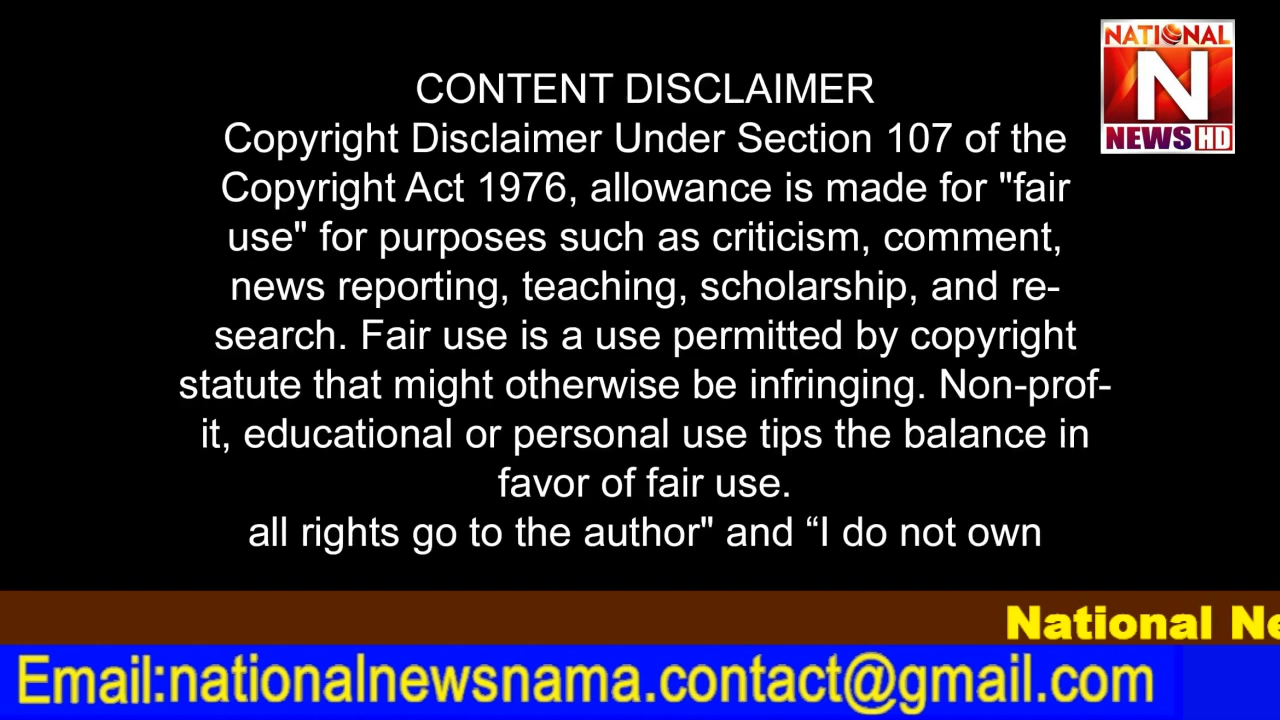 NATIONAL
N
NEWS HD
CONTENT DISCLAIMER
Copyright Disclaimer Under Section 107 of the
Copyright Act 1976, allowance is made for "fair
use" for purposes such as criticism, comment,
news reporting, teaching, scholarship, and re-
search. Fair use is a use permitted by copyright
statute that might otherwise be infringing. Non-prof-
it, educational or personal use tips the balance in
favor of fair use.
all rights go to the author" and “I do not own
National Ne
Email:nationalnewsnama.contact@gmail.com